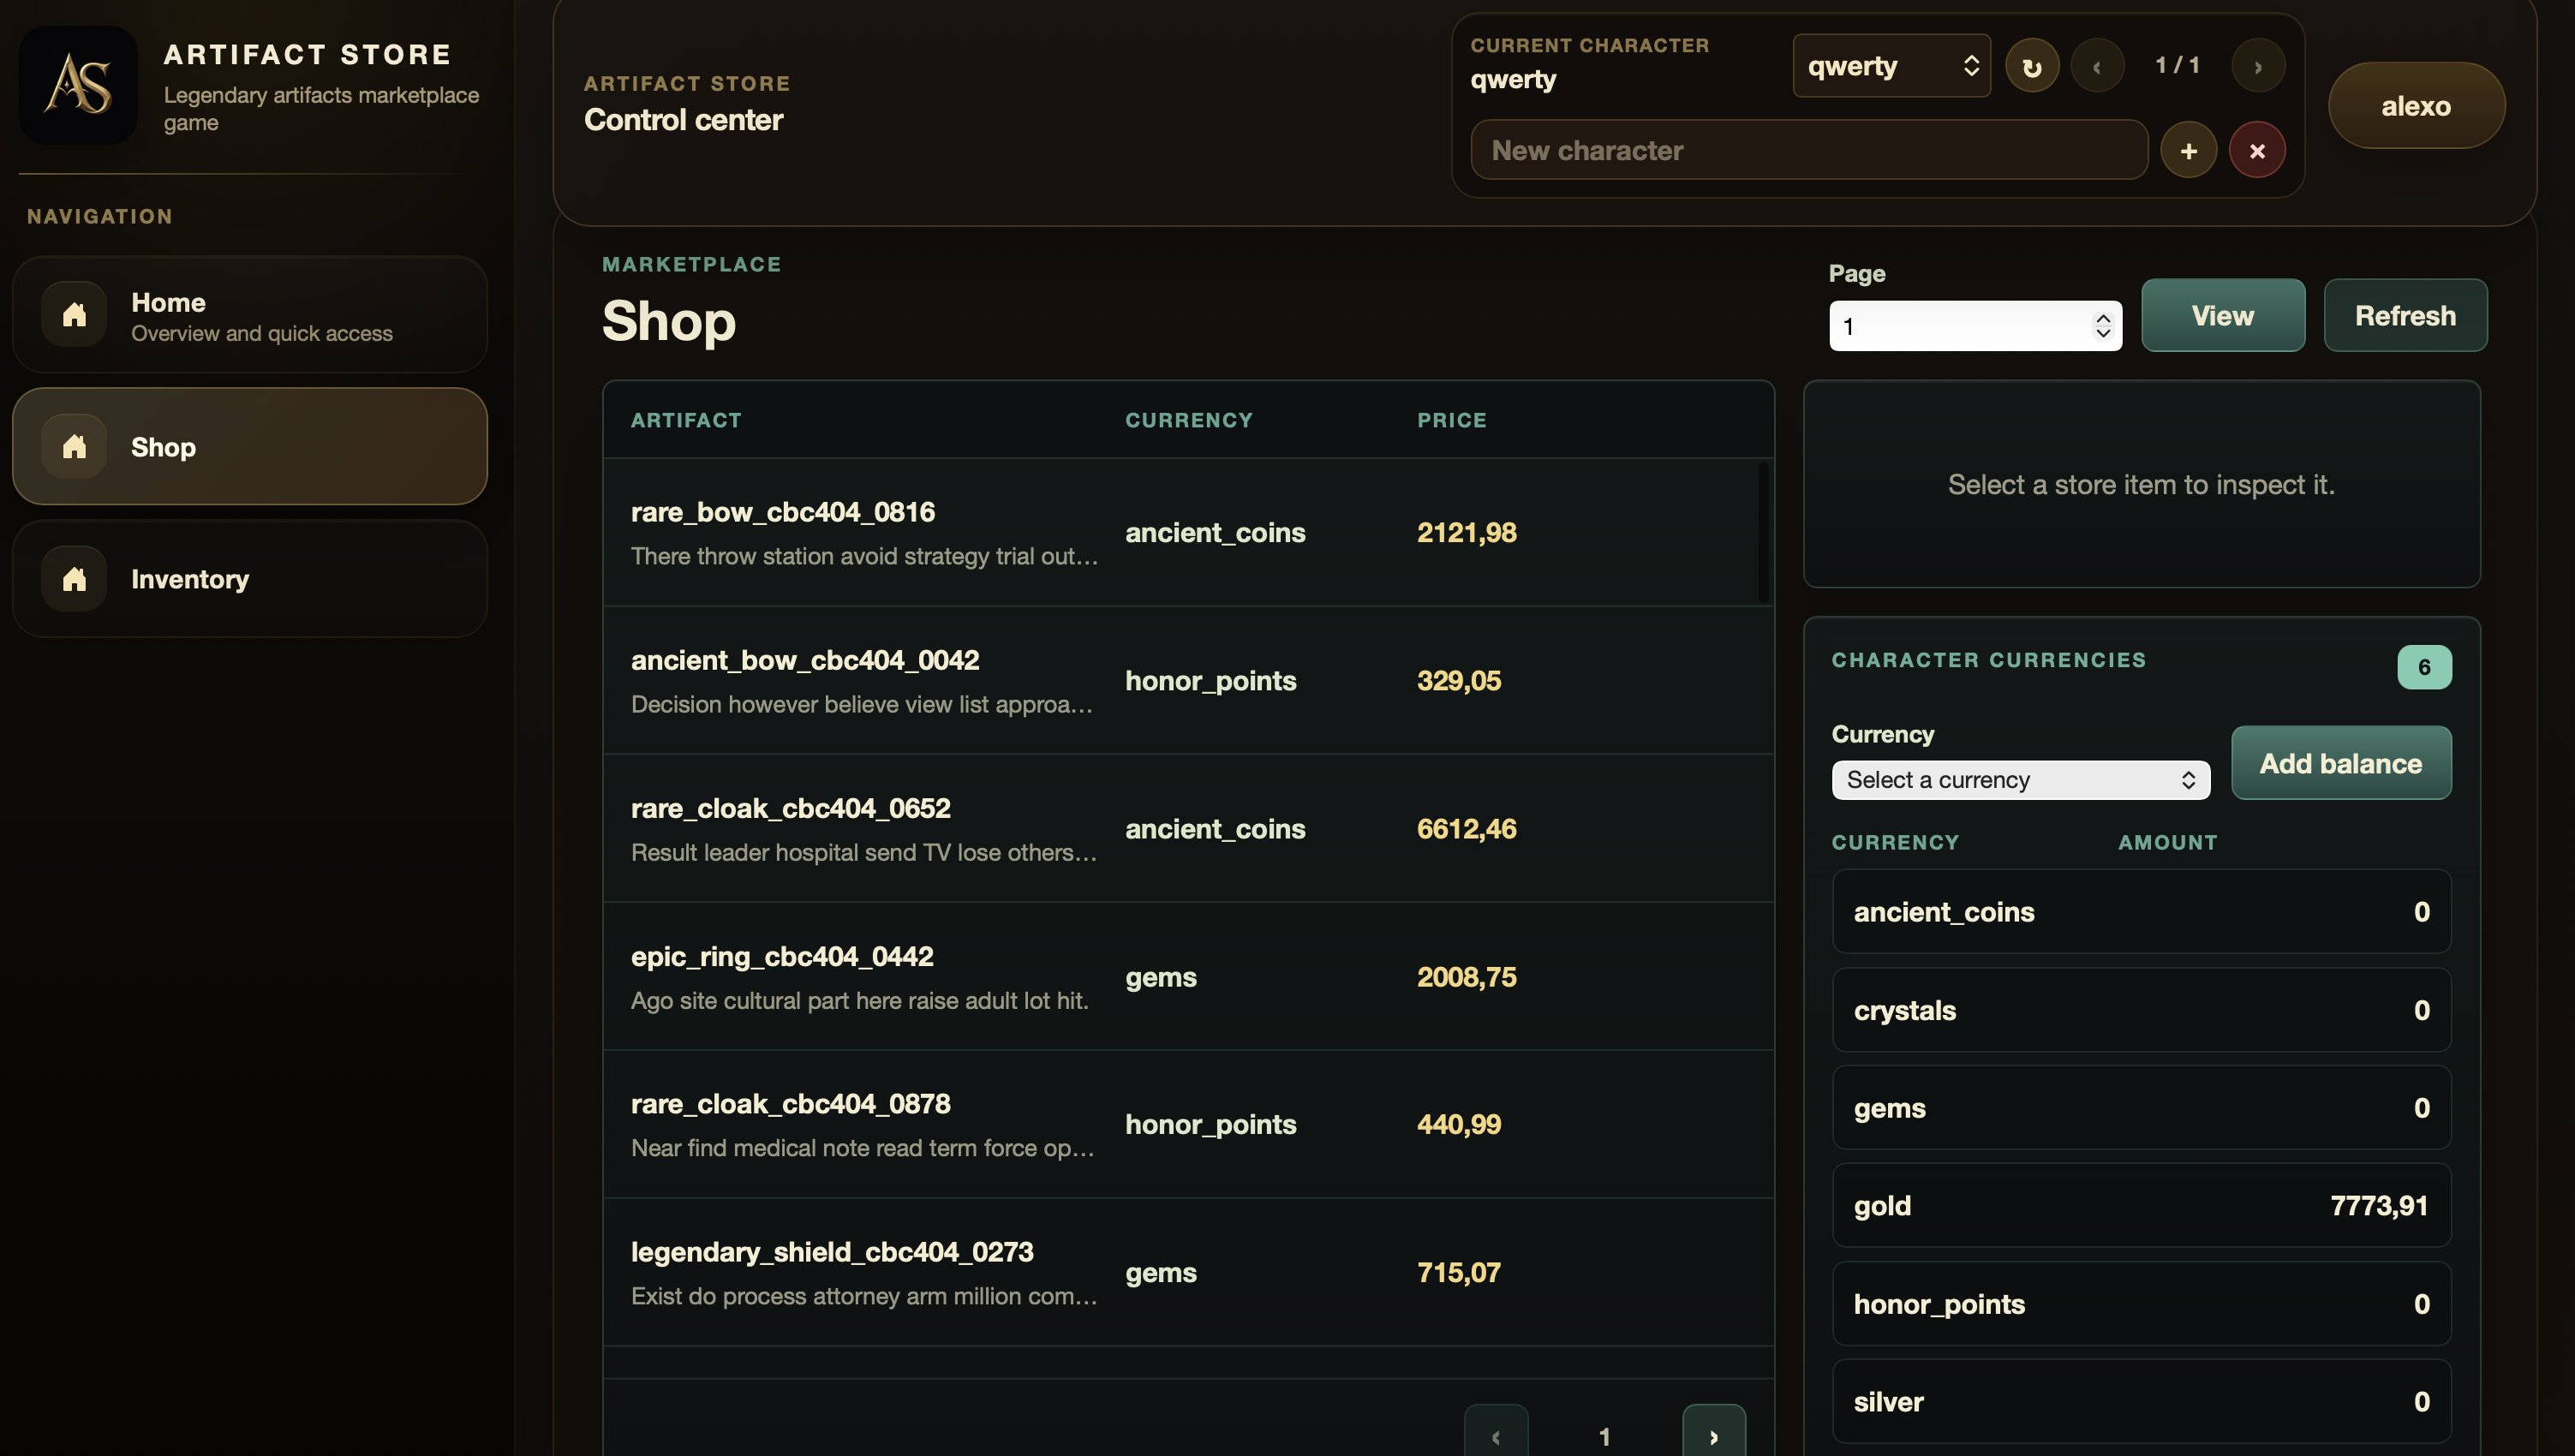 AS
ARTIFACT STORE
Legendary artifacts marketplace
game
NAVIGATION
Home
Overview and quick access
Shop
Inventory
ARTIFACT STORE
Control center
CURRENT CHARACTER
qwerty
qwerty
1 / 1
New character
alexo
MARKETPLACE
Shop
Page
1
View
Refresh
ARTIFACT CURRENCY PRICE
rare_bow_cbc404_0816
There throw station avoid strategy trial out…
ancient_coins
2121,98
ancient_bow_cbc404_0042
Decision however believe view list approa…
honor_points
329,05
rare_cloak_cbc404_0652
Result leader hospital send TV lose others…
ancient_coins
6612,46
epic_ring_cbc404_0442
Ago site cultural part here raise adult lot hit.
gems
2008,75
rare_cloak_cbc404_0878
Near find medical note read term force op…
honor_points
440,99
legendary_shield_cbc404_0273
Exist do process attorney arm million com…
gems
715,07
‹ 1 ›
Select a store item to inspect it.
CHARACTER CURRENCIES
6
Currency
Select a currency
Add balance
CURRENCY AMOUNT
ancient_coins 0
crystals 0
gems 0
gold 7773,91
honor_points 0
silver 0